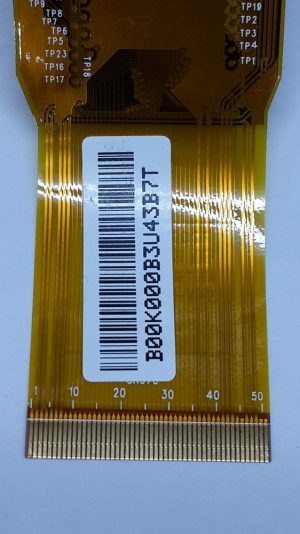 TP9
TP8
TP7
TP6
TP5
TP23
TP16
TP17
TP18
TP19
TP2
TP3
TP4
TP1
B00K000B3U43B7T
1 10 20 30 40 50